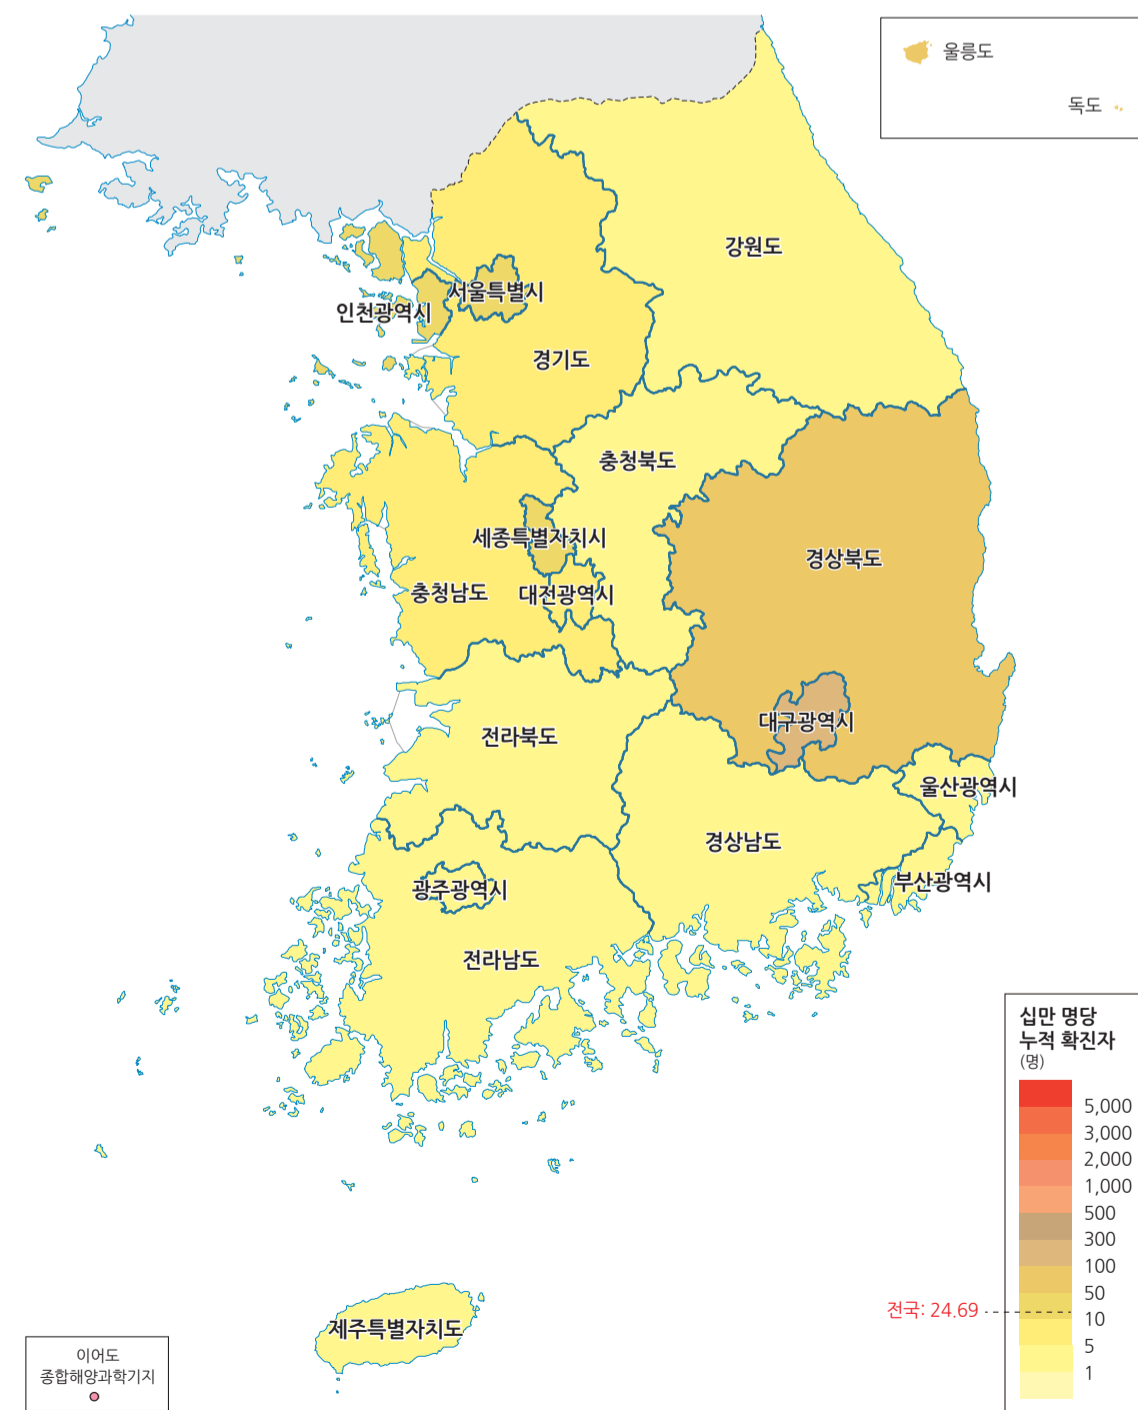 울릉도
독도
강원도
서울특별시
인천광역시
경기도
충청북도
세종특별자치시
경상북도
충청남도
대전광역시
대구광역시
전라북도
울산광역시
경상남도
부산광역시
광주광역시
전라남도
십만 명당
누적 확진자
(명)
5,000
3,000
2,000
1,000
500
300
100
50
전국: 24.69
10
5
1
제주특별자치도
이어도
종합해양과학기지